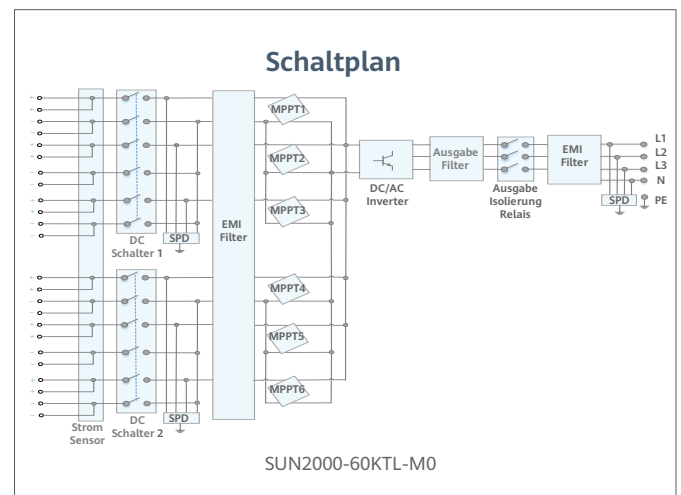 Schaltplan
MPPT1
MPPT2
MPPT3
MPPT4
MPPT5
MPPT6
EMI
Filter
DC
Schalter 1
SPD
DC
Schalter 2
SPD
Strom
Sensor
DC/AC
Inverter
Ausgabe
Filter
Ausgabe
Isolierung
Relais
EMI
Filter
SPD
L1
L2
L3
N
PE
SUN2000-60KTL-M0